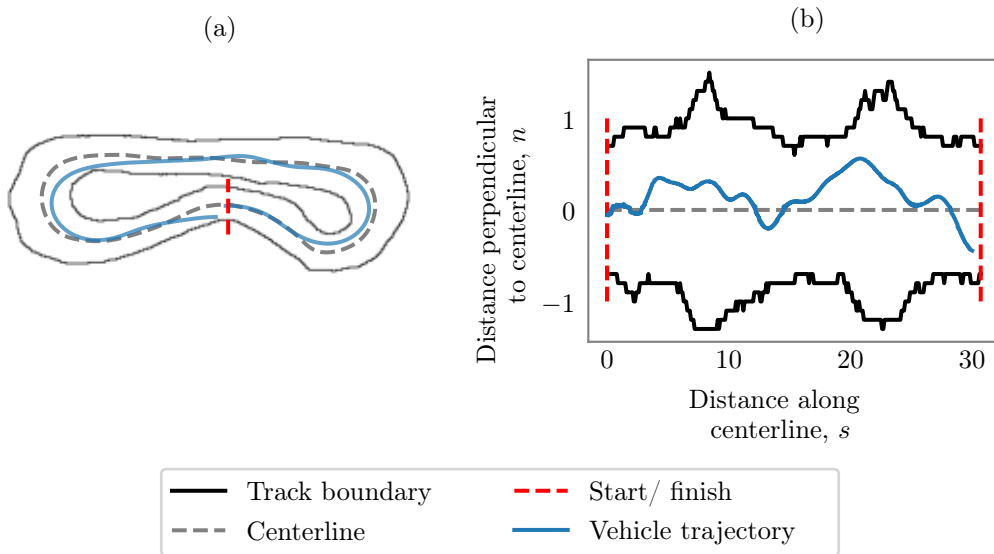 (a)
(b)
Distance perpendicular
to centerline, n
1
0
−1
0
10
20
30
Distance along
centerline, s
Track boundary
Centerline
Start/ finish
Vehicle trajectory